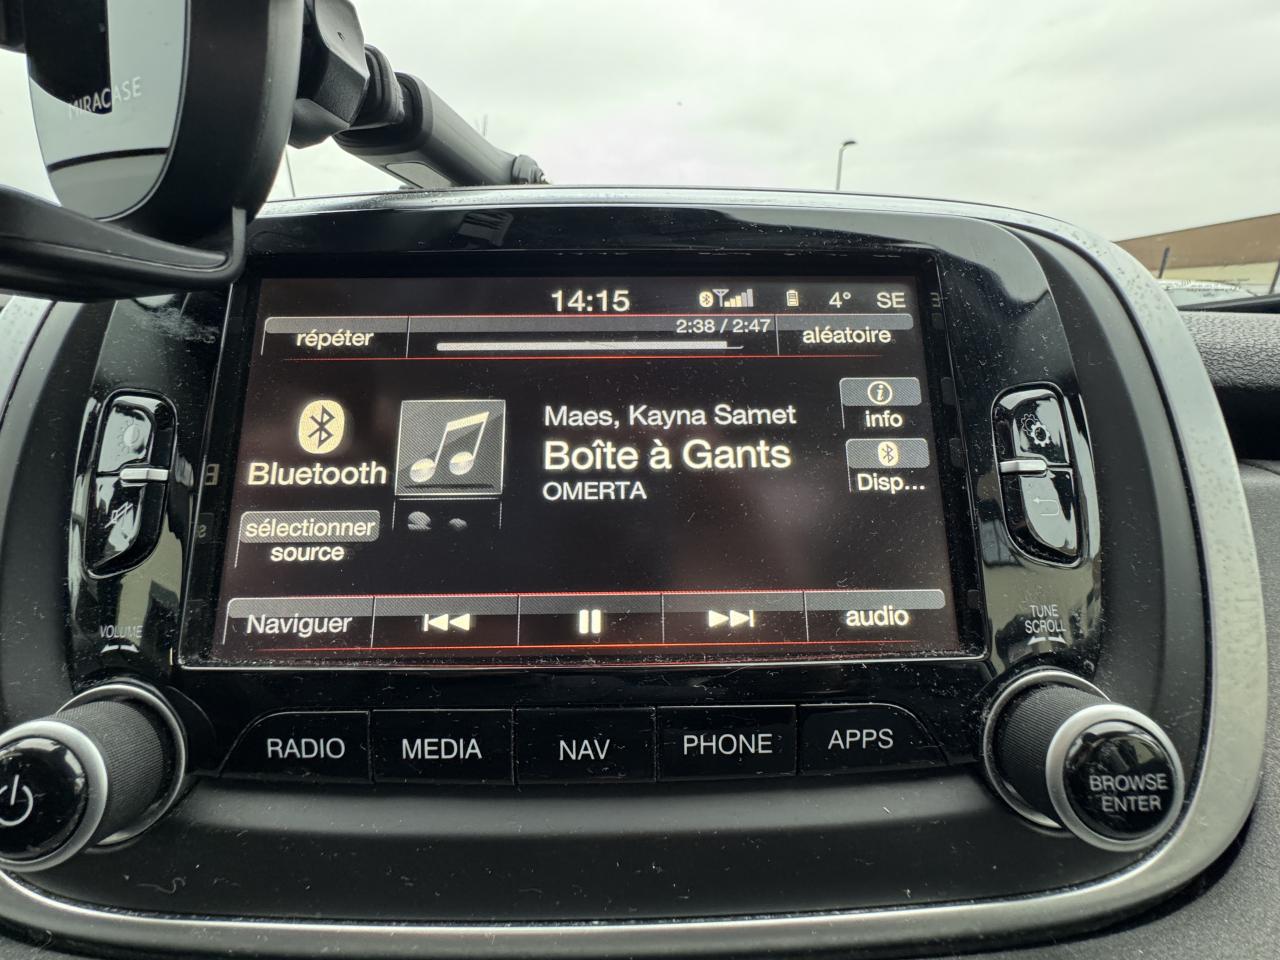 MIRACASE
14:15
4°
SE
répéter
2:38 / 2:47
aléatoire
Bluetooth
Maes, Kayna Samet
Boîte à Gants
OMERTA
info
Disp...
sélectionner
source
Naviguer
audio
VOLUME
TUNE
SCROLL
RADIO
MEDIA
NAV
PHONE
APPS
BROWSE
ENTER